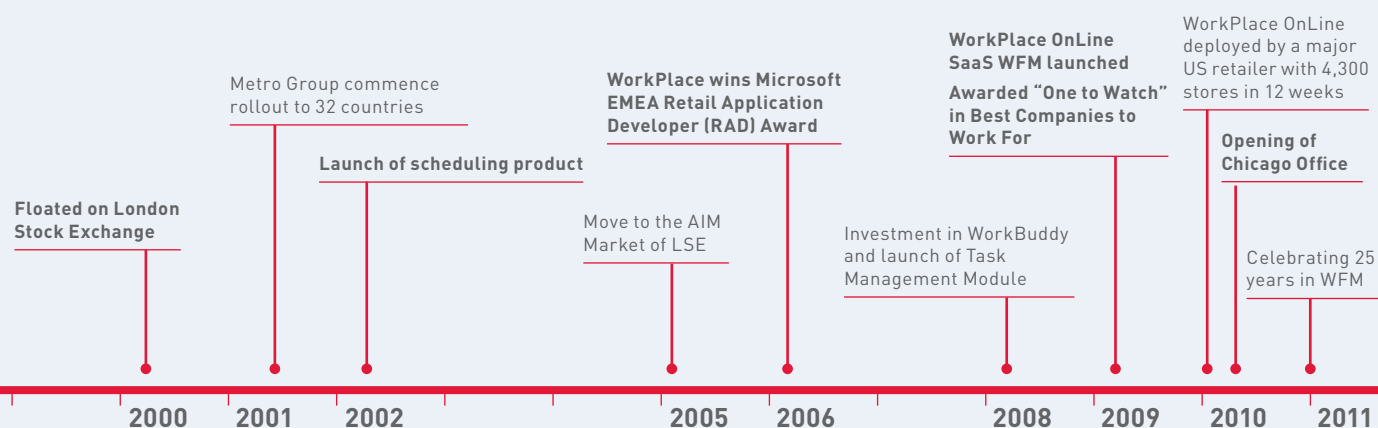 Floated on London
Stock Exchange
Metro Group commence
rollout to 32 countries
Launch of scheduling product
Move to the AIM
Market of LSE
WorkPlace wins Microsoft
EMEA Retail Application
Developer (RAD) Award
Investment in WorkBuddy
and launch of Task
Management Module
WorkPlace OnLine
SaaS WFM launched
Awarded “One to Watch”
in Best Companies to
Work For
WorkPlace OnLine
deployed by a major
US retailer with 4,300
stores in 12 weeks
Opening of
Chicago Office
Celebrating 25
years in WFM
2000 2001 2002 2005 2006 2008 2009 2010 2011